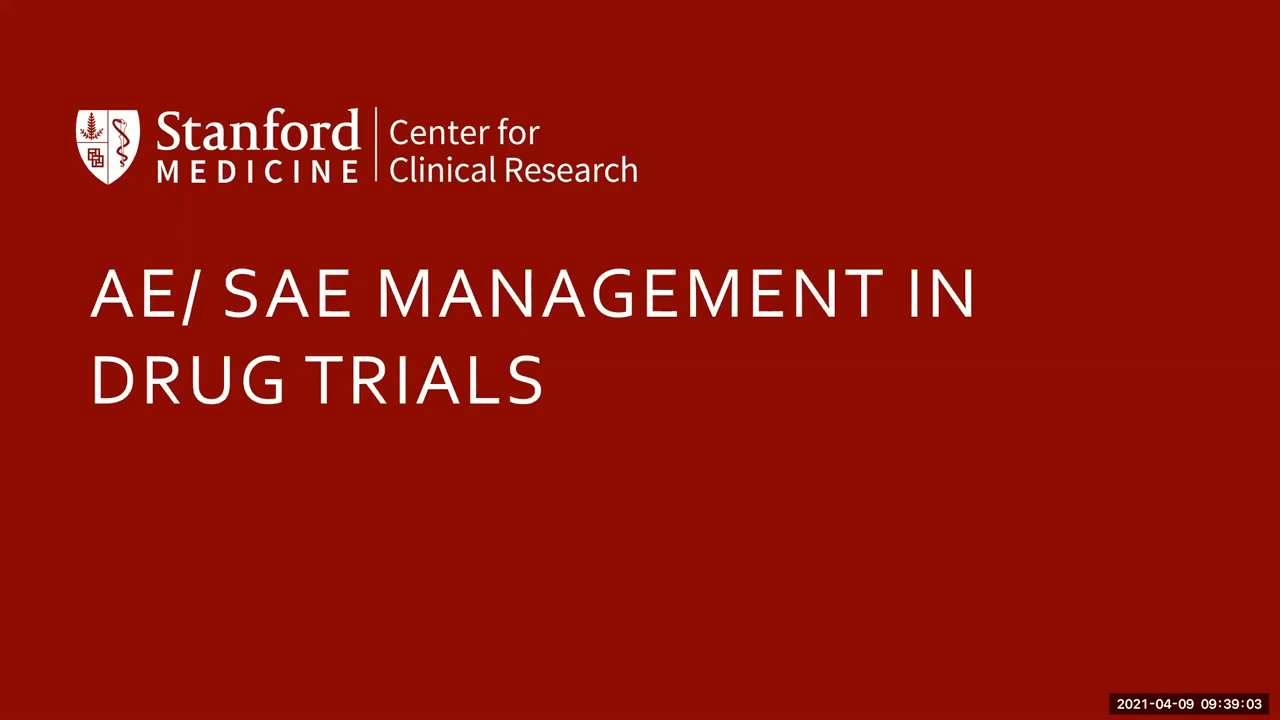 Stanford
MEDICINE
Center for
Clinical Research
AE/ SAE MANAGEMENT IN
DRUG TRIALS
2021-04-09 09:39:03